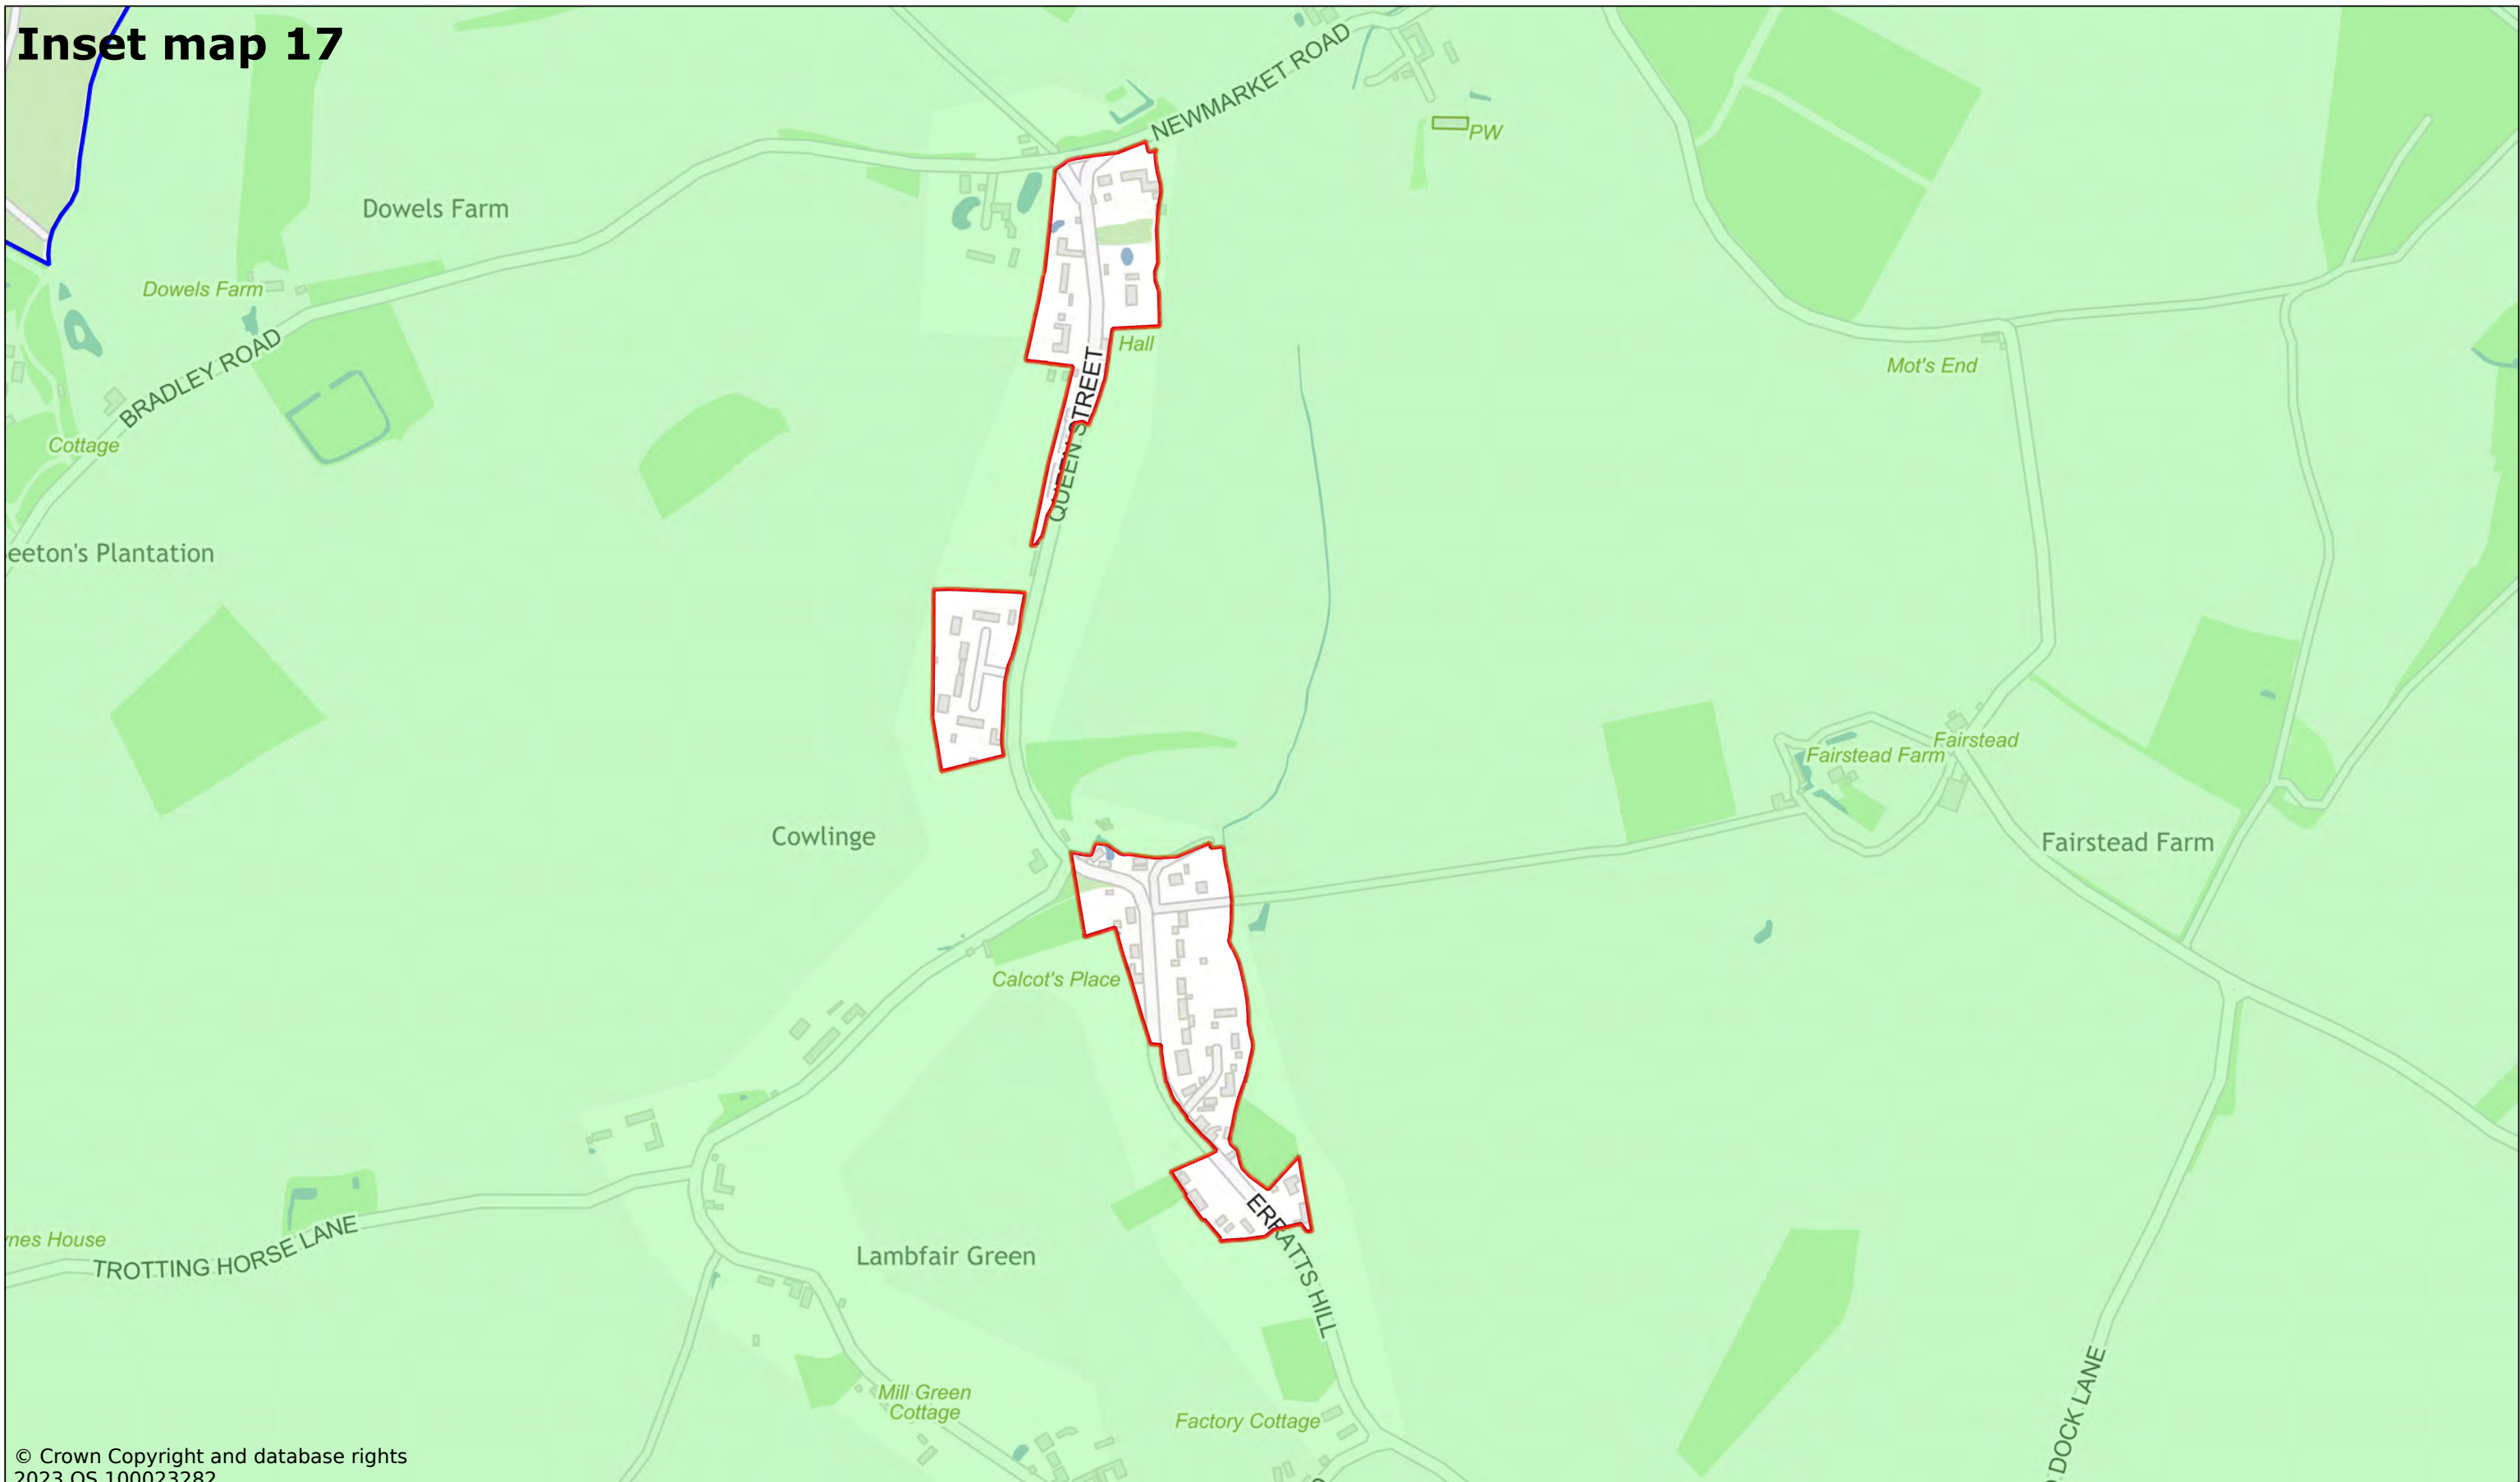 Inset map 17
NEWMARKET ROAD
PW
Dowels Farm
Dowels Farm
BRADLEY ROAD
Hall
QUEEN STREET
Mot's End
Cottage
eeton's Plantation
Fairstead
Fairstead Farm
Cowlinge
Fairstead Farm
Calcot's Place
ynes House
TROTTING HORSE LANE
Lambfair Green
ERRATTS HILL
Mill Green
Cottage
Factory Cottage
DOCK LANE
© Crown Copyright and database rights
2023 OS 100023282